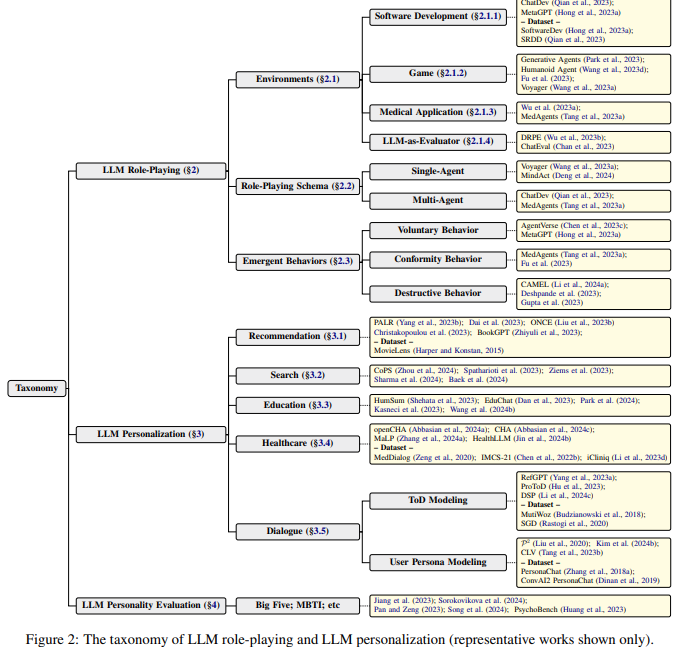 ChatDev (Qian et al., 2023);
MetaGPT (Hong et al., 2023a)
– Dataset –
SoftwareDev (Hong et al., 2023a);
SRDD (Qian et al., 2023)
Software Development (§2.1.1)
Environments (§2.1)
Game (§2.1.2)
Generative Agents (Park et al., 2023);
Humanoid Agent (Wang et al., 2023d);
Fu et al. (2023);
Voyager (Wang et al., 2023a)
Medical Application (§2.1.3)
Wu et al. (2023a);
MedAgents (Tang et al., 2023a)
LLM-as-Evaluator (§2.1.4)
DRPE (Wu et al., 2023b);
ChatEval (Chan et al., 2023)
LLM Role-Playing (§2)
Role-Playing Schema (§2.2)
Single-Agent
Voyager (Wang et al., 2023a);
MindAct (Deng et al., 2024)
Multi-Agent
ChatDev (Qian et al., 2023);
MedAgents (Tang et al., 2023a)
Emergent Behaviors (§2.3)
Voluntary Behavior
AgentVerse (Chen et al., 2023c);
MetaGPT (Hong et al., 2023a)
Conformity Behavior
MedAgents (Tang et al., 2023a);
Fu et al. (2023)
Destructive Behavior
CAMEL (Li et al., 2024a);
Deshpande et al. (2023);
Gupta et al. (2023)
Taxonomy
LLM Personalization (§3)
Recommendation (§3.1)
PALR (Yang et al., 2023b); Dai et al. (2023); ONCE (Liu et al., 2023b)
Christakopoulou et al. (2023); BookGPT (Zhiyuli et al., 2023);
– Dataset –
MovieLens (Harper and Konstan, 2015)
Search (§3.2)
CoPS (Zhou et al., 2024); Spatharioti et al. (2023); Ziems et al. (2023);
Sharma et al. (2024); Baek et al. (2024)
Education (§3.3)
HumSum (Shehata et al., 2023); EduChat (Dan et al., 2023); Park et al. (2024);
Kasneci et al. (2023); Wang et al. (2024b)
Healthcare (§3.4)
openCHA (Abbasian et al., 2024a); CHA (Abbasian et al., 2024c);
MaLP (Zhang et al., 2024a); HealthLLM (Jin et al., 2024b)
– Dataset –
MedDialog (Zeng et al., 2020); IMCS-21 (Chen et al., 2022b); iCliniq (Li et al., 2023d)
Dialogue (§3.5)
ToD Modeling
RefGPT (Yang et al., 2023a);
ProToD (Hu et al., 2023);
DSP (Li et al., 2024c)
– Dataset –
MutiWoz (Budzianowski et al., 2018);
SGD (Rastogi et al., 2020)
User Persona Modeling
P² (Liu et al., 2020); Kim et al. (2024b);
CLV (Tang et al., 2023b)
– Dataset –
PersonaChat (Zhang et al., 2018a);
ConvAI2 PersonaChat (Dinan et al., 2019)
LLM Personality Evaluation (§4)
Big Five; MBTI; etc
Jiang et al. (2023); Sorokovikova et al. (2024);
Pan and Zeng (2023); Song et al. (2024); PsychoBench (Huang et al., 2023)
Figure 2: The taxonomy of LLM role-playing and LLM personalization (representative works shown only).